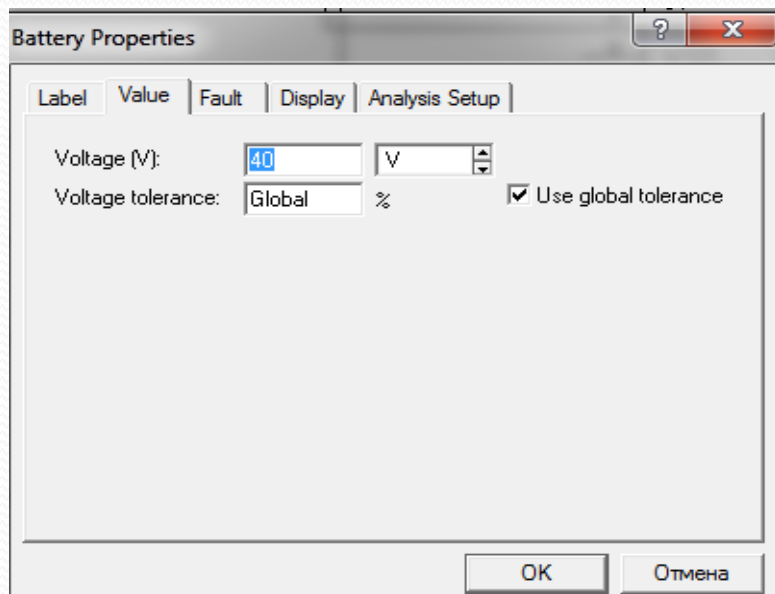 Battery Properties
? X
Label Value Fault Display Analysis Setup
Voltage (V): 40 V
Voltage tolerance: Global % Use global tolerance
OK Отмена